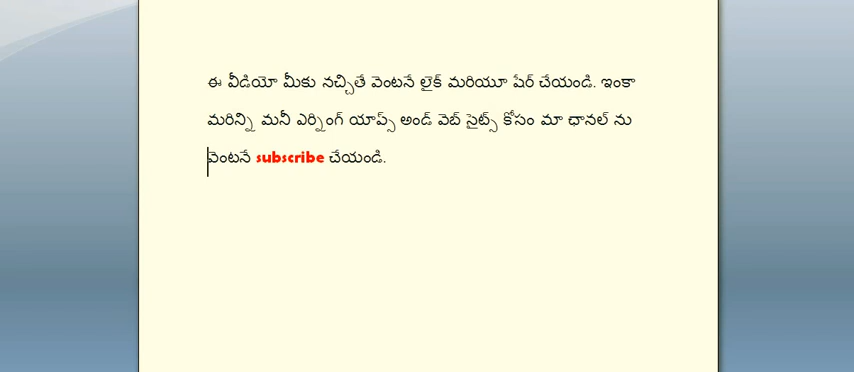 ఈ వీడియో మీకు నచ్చితే వెంటనే లైక్ మరియూ షేర్ చేయండి. ఇంకా
మరిన్ని మనీ ఎర్నింగ్ యాప్స్ అండ్ వెబ్ సైట్స్ కోసం మా ఛానల్ ను
వెంటనే subscribe చేయండి.